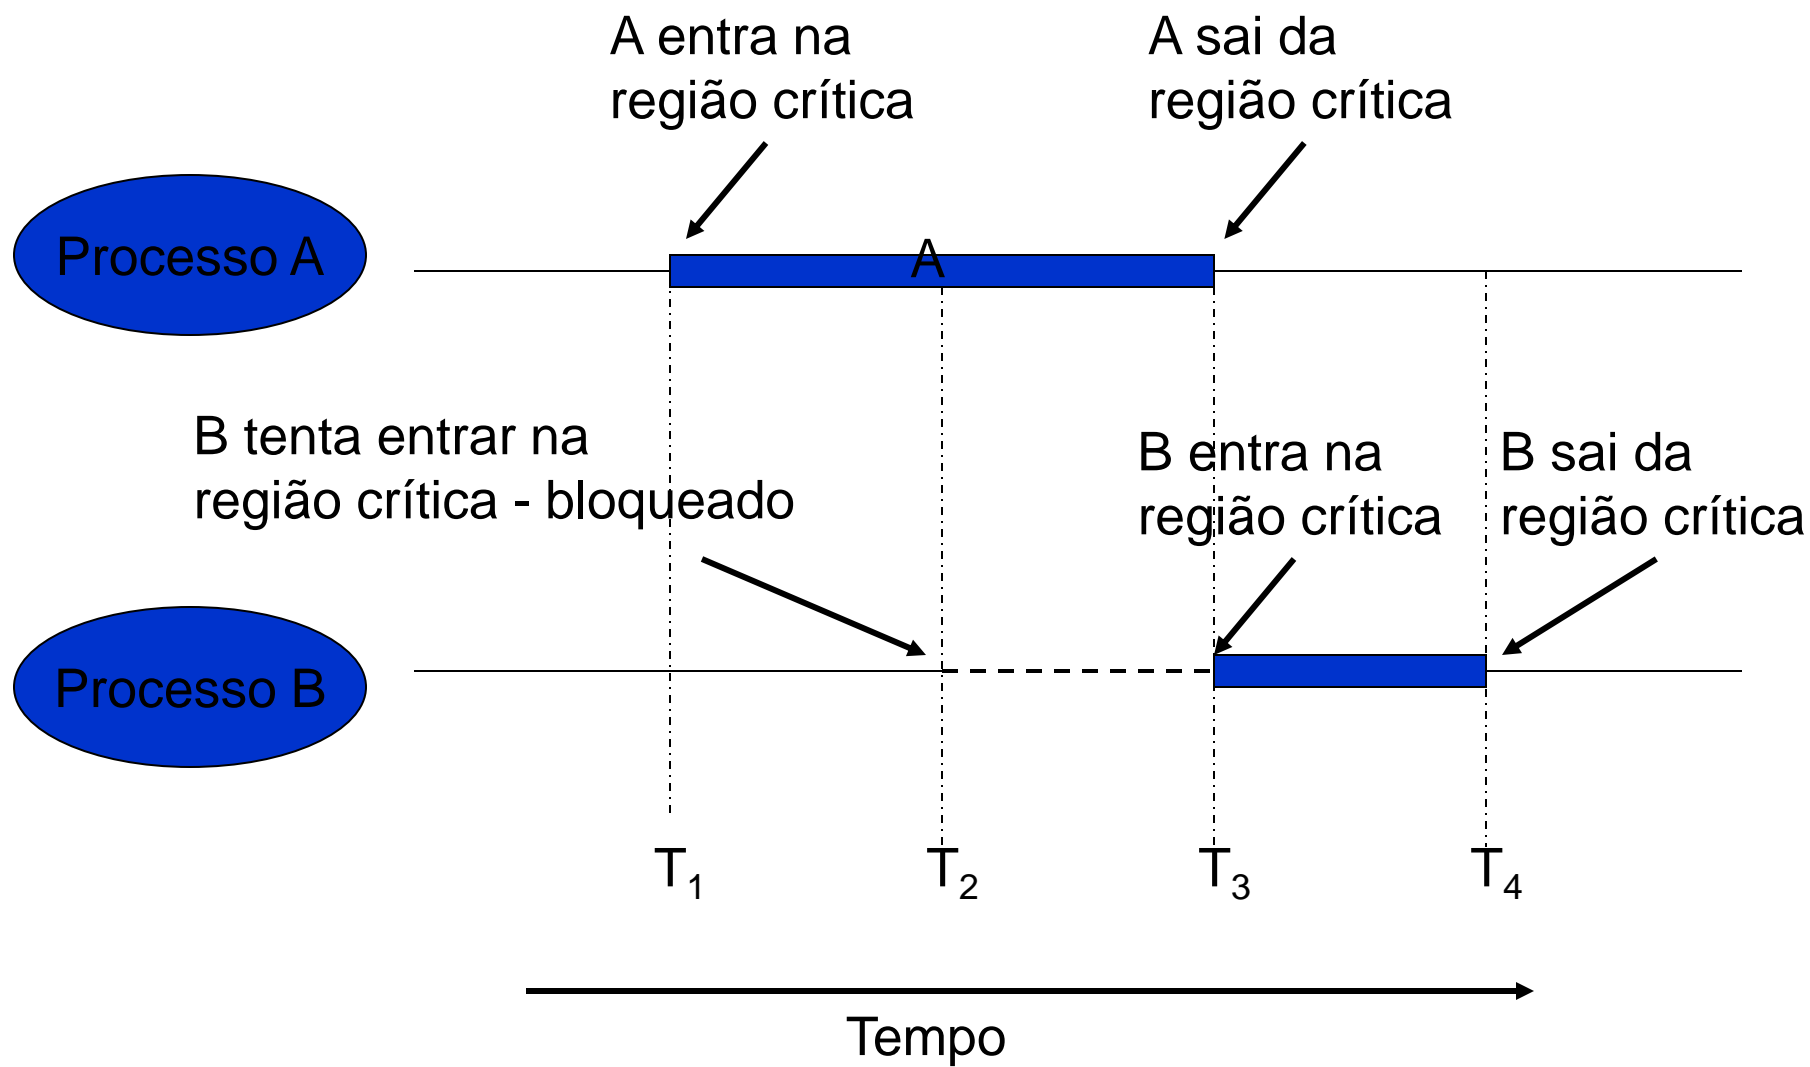 A entra na
região crítica
A sai da
região crítica
Processo A
A
B tenta entrar na
região crítica - bloqueado
B entra na
região crítica
B sai da
região crítica
Processo B
T1
T2
T3
T4
Tempo